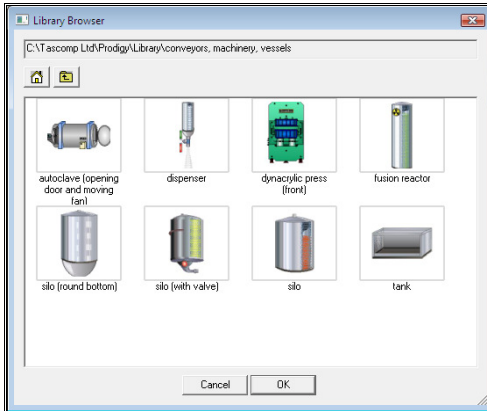 Library Browser
C:\Tascomp Ltd\Prodigy\Library\conveyors, machinery, vessels
autoclave (opening
door and moving
fan)
dispenser
dynacrylic press
(front)
fusion reactor
silo (round bottom)
silo (with valve)
silo
tank
Cancel
OK